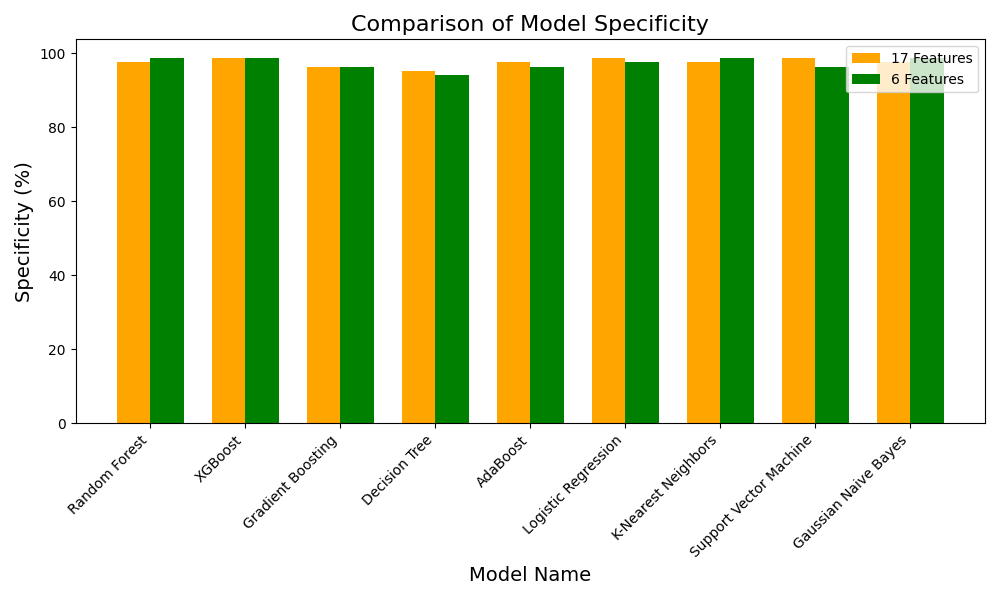 Comparison of Model Specificity
17 Features
6 Features
Specificity (%)
100
80
60
40
20
0
Random Forest
XGBoost
Gradient Boosting
Decision Tree
AdaBoost
Logistic Regression
K-Nearest Neighbors
Support Vector Machine
Gaussian Naive Bayes
Model Name